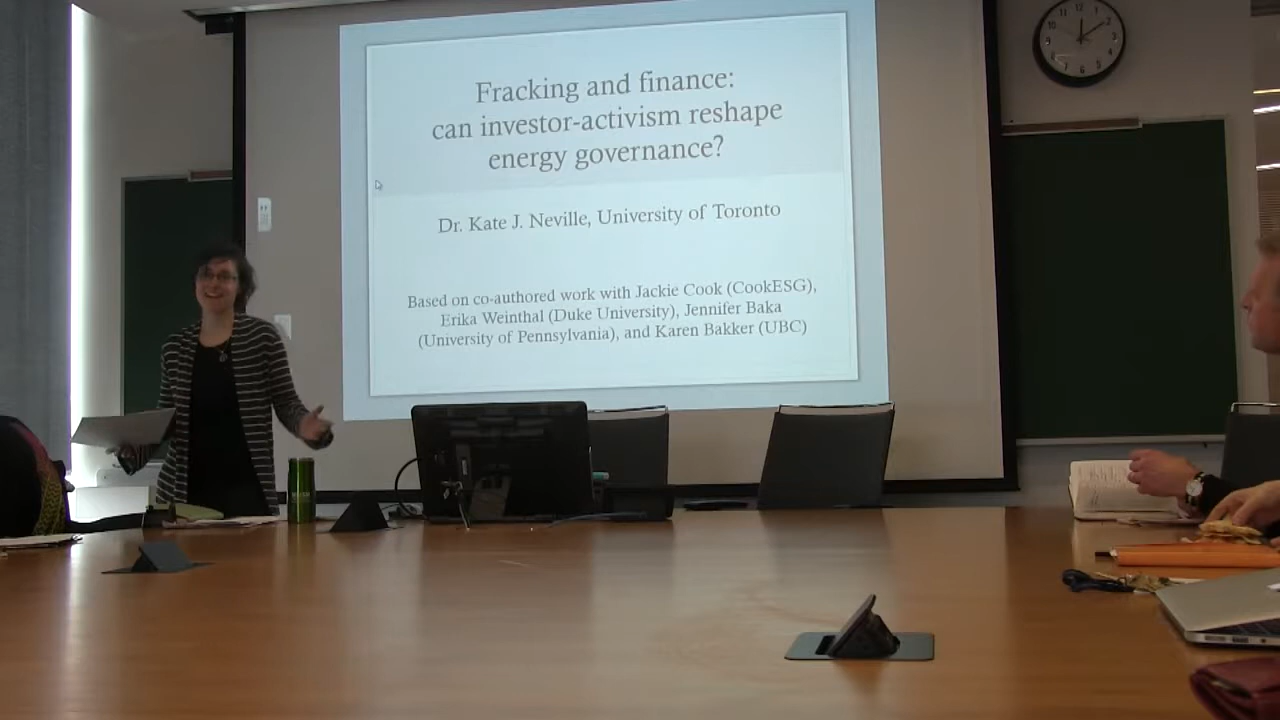 Fracking and finance:
can investor-activism reshape
energy governance?
Dr. Kate J. Neville, University of Toronto
Based on co-authored work with Jackie Cook (CookESG),
Erika Weinthal (Duke University), Jennifer Baka
(University of Pennsylvania), and Karen Bakker (UBC)